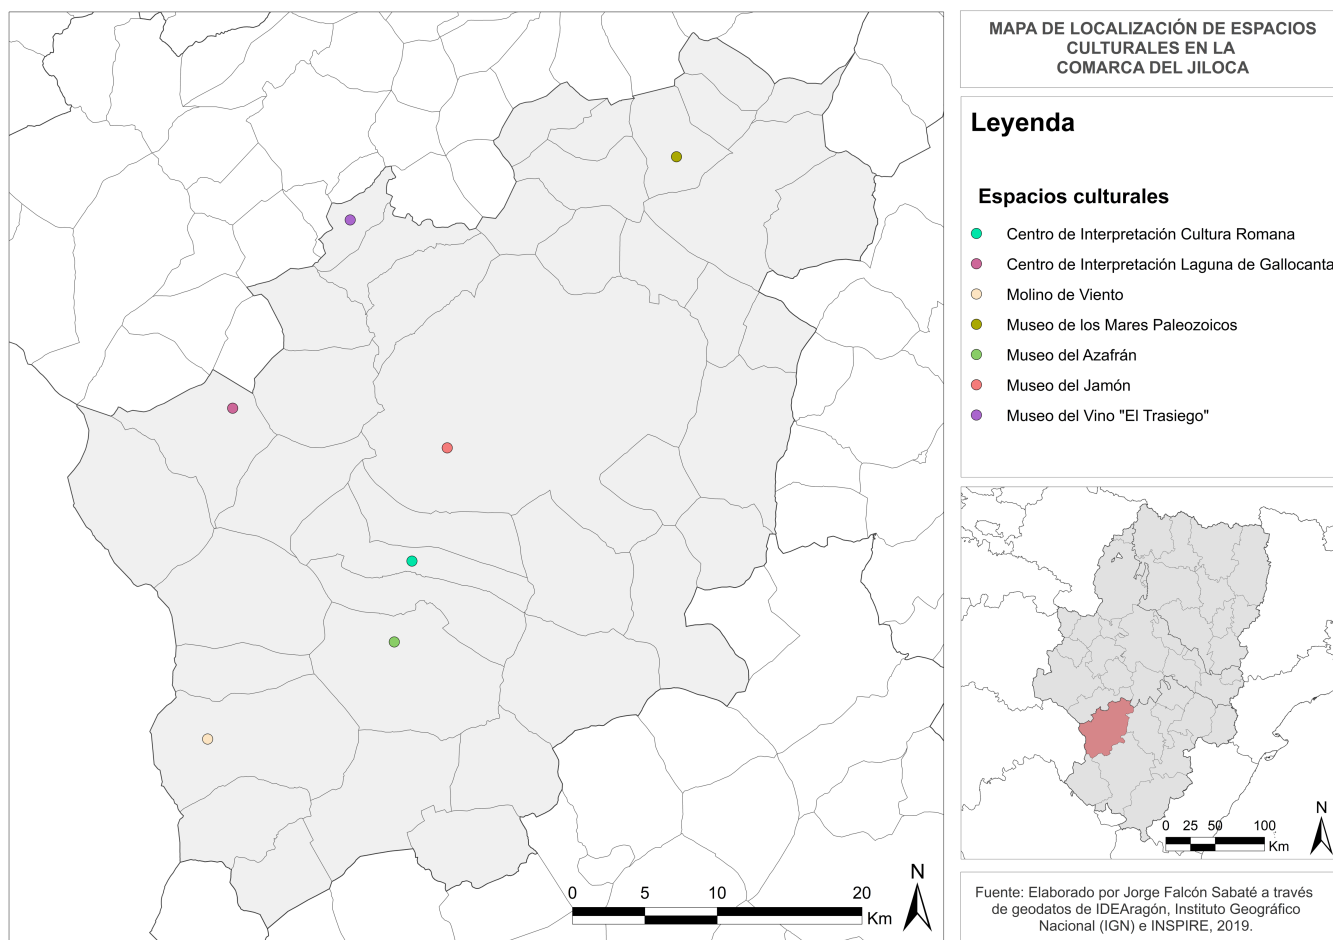 MAPA DE LOCALIZACIÓN DE ESPACIOS
CULTURALES EN LA
COMARCA DEL JILOCA
Leyenda
Espacios culturales
Centro de Interpretación Cultura Romana
Centro de Interpretación Laguna de Gallocanta
Molino de Viento
Museo de los Mares Paleozoicos
Museo del Azafrán
Museo del Jamón
Museo del Vino "El Trasiego"
N
0 25 50 100
Km
N
0 5 10 20
Km
Fuente: Elaborado por Jorge Falcón Sabaté a través
de geodatos de IDEAragón, Instituto Geográfico
Nacional (IGN) e INSPIRE, 2019.